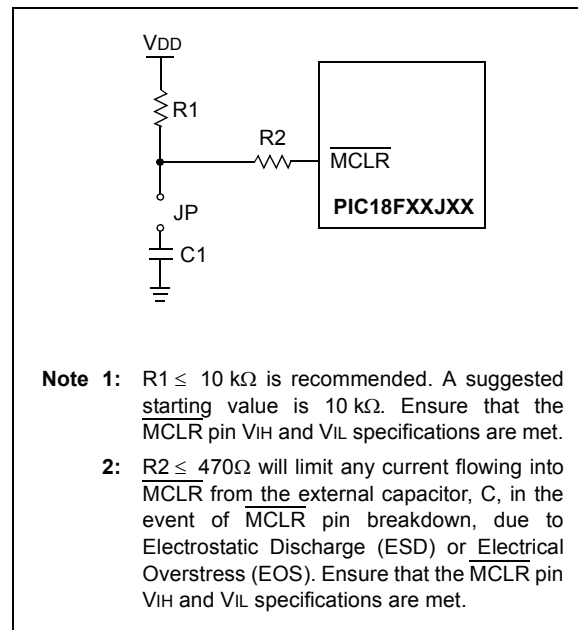 VDD
R1
R2
MCLR
JP
PIC18FXXJXX
C1
Note 1: R1 ≤ 10 kΩ is recommended. A suggested
starting value is 10 kΩ. Ensure that the
MCLR pin VIH and VIL specifications are met.
2: R2 ≤ 470Ω will limit any current flowing into
MCLR from the external capacitor, C, in the
event of MCLR pin breakdown, due to
Electrostatic Discharge (ESD) or Electrical
Overstress (EOS). Ensure that the MCLR pin
VIH and VIL specifications are met.